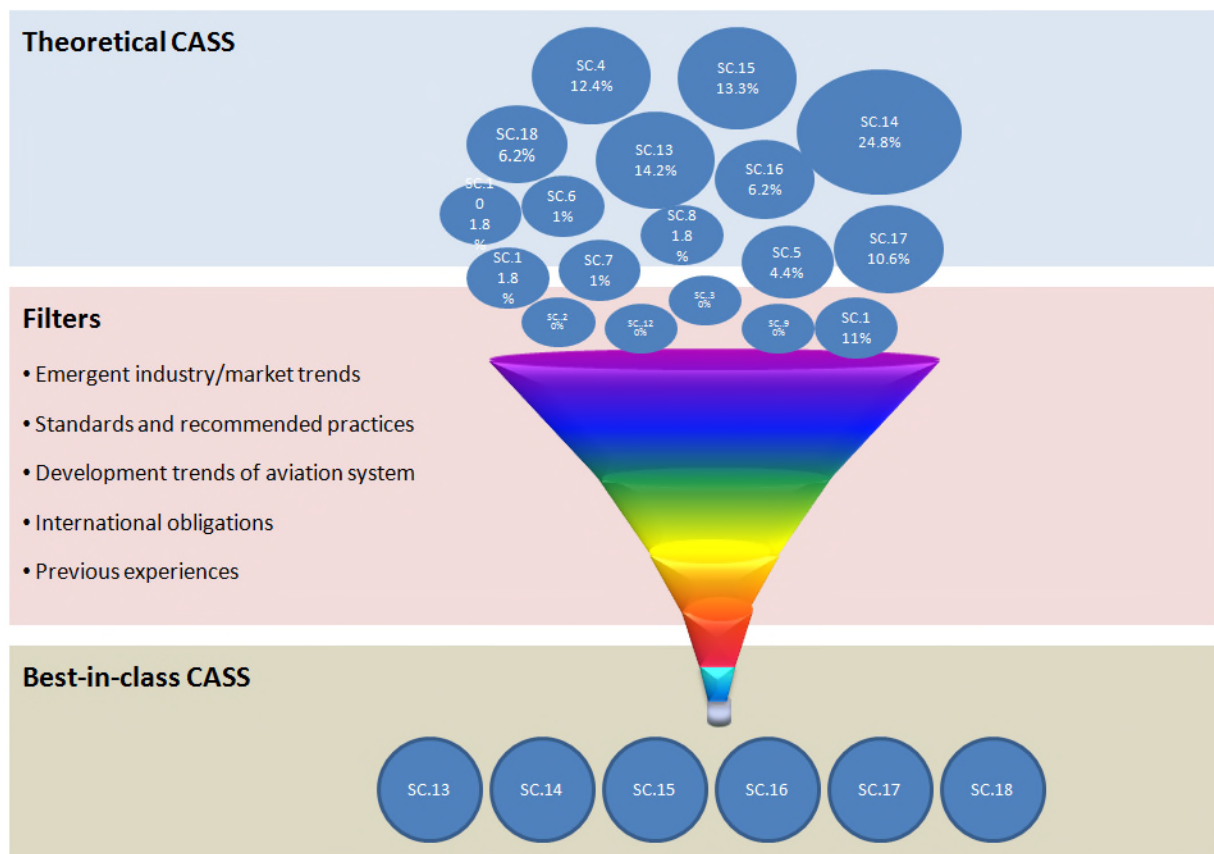 Theoretical CASS
SC.4
12.4%
SC.15
13.3%
SC.14
24.8%
SC.18
6.2%
SC.13
14.2%
SC.16
6.2%
SC.1
0
1.8
%
SC.6
1%
SC.8
1.8
%
SC.17
10.6%
SC.1
1.8
%
SC.7
1%
SC.5
4.4%
Filters
SC..2
0%
SC..12
0%
SC..3
0%
SC..9
0%
SC.1
11%
• Emergent industry/market trends
• Standards and recommended practices
• Development trends of aviation system
• International obligations
• Previous experiences
Best-in-class CASS
SC.13
SC.14
SC.15
SC.16
SC.17
SC.18